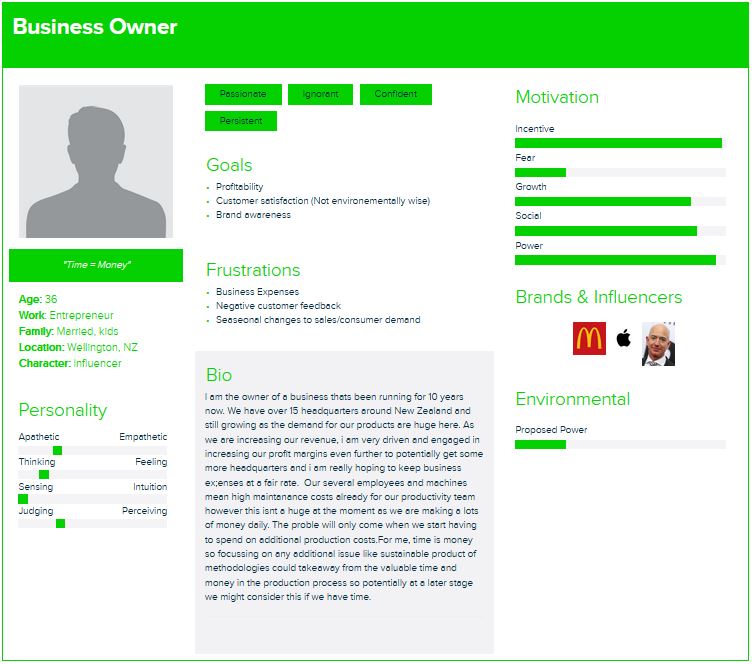 Business Owner
"Time = Money"
Age: 36
Work: Entrepreneur
Family: Married, kids
Location: Wellington, NZ
Character: Influencer
Personality
Apathetic Empathetic
Thinking Feeling
Sensing Intuition
Judging Perceiving
Passionate Ignorant Confident
Persistent
Goals
Profitability
Customer satisfaction (Not environementally wise)
Brand awareness
Frustrations
Business Expenses
Negative customer feedback
Seaseonal changes to sales/consumer demand
Bio
I am the owner of a business thats been running for 10 years
now. We have over 15 headquarters around New Zealand and
still growing as the demand for our products are huge here. As
we are increasing our revenue, i am very driven and engaged in
increasing our profit margins even further to potentially get some
more headquarters and i am really hoping to keep business
ex;enses at a fair rate. Our several employees and machines
mean high maintanance costs already for our productivity team
however this isnt a huge at the moment as we are making a lots
of money daily. The proble will only come when we start having
to spend on additional production costs.For me, time is money
so focussing on any additional issue like sustainable product of
methodologies could takeaway from the valuable time and
money in the production process so potentially at a later stage
we might consider this if we have time.
Motivation
Incentive
Fear
Growth
Social
Power
Brands & Influencers
Environmental
Proposed Power